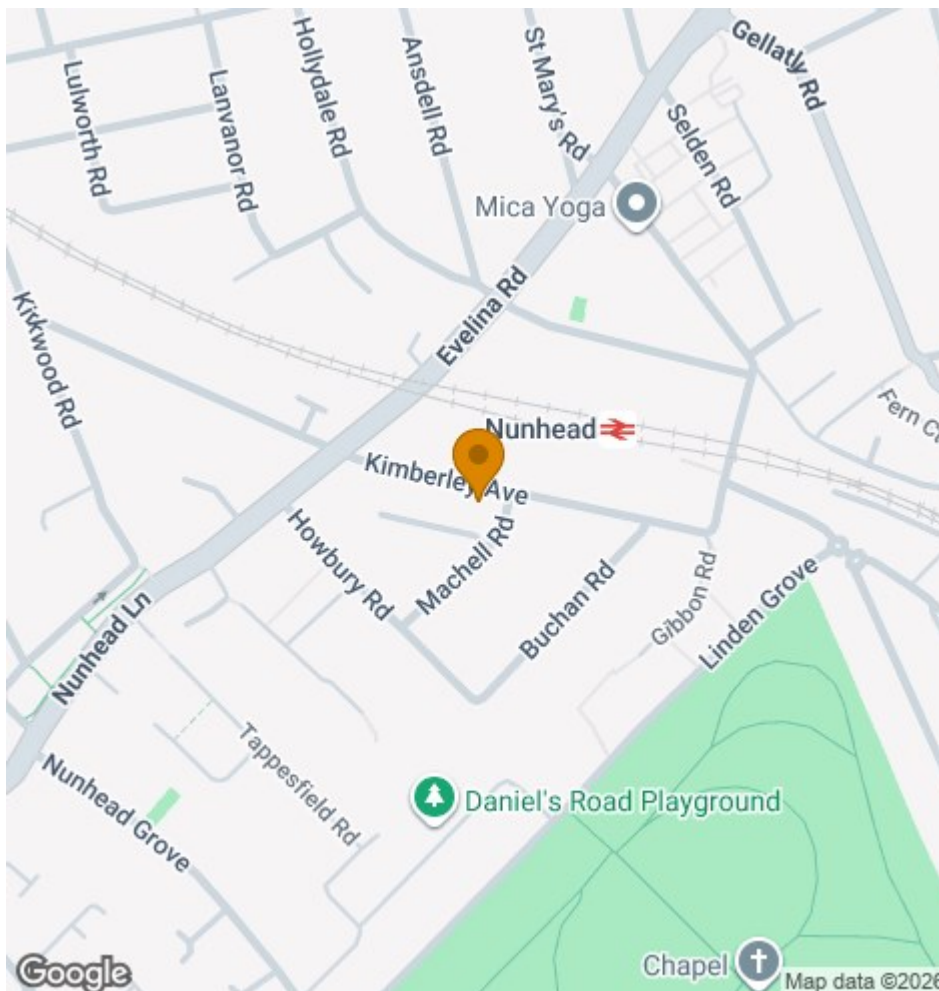 Lulworth Rd
Lanvanor Rd
Hollydale Rd
Ansdell Rd
St Mary's Rd
Gellatly Rd
Selden Rd
Mica Yoga
Kirkwood Rd
Evelina Rd
Nunhead
Fern
Kimberley Ave
Howbury Rd
Machell Rd
Buchan Rd
Gibbon Rd
Linden Grove
Nunhead Ln
Tappesfield Rd
Nunhead Grove
Daniel's Road Playground
Chapel
Google
Map data ©2026